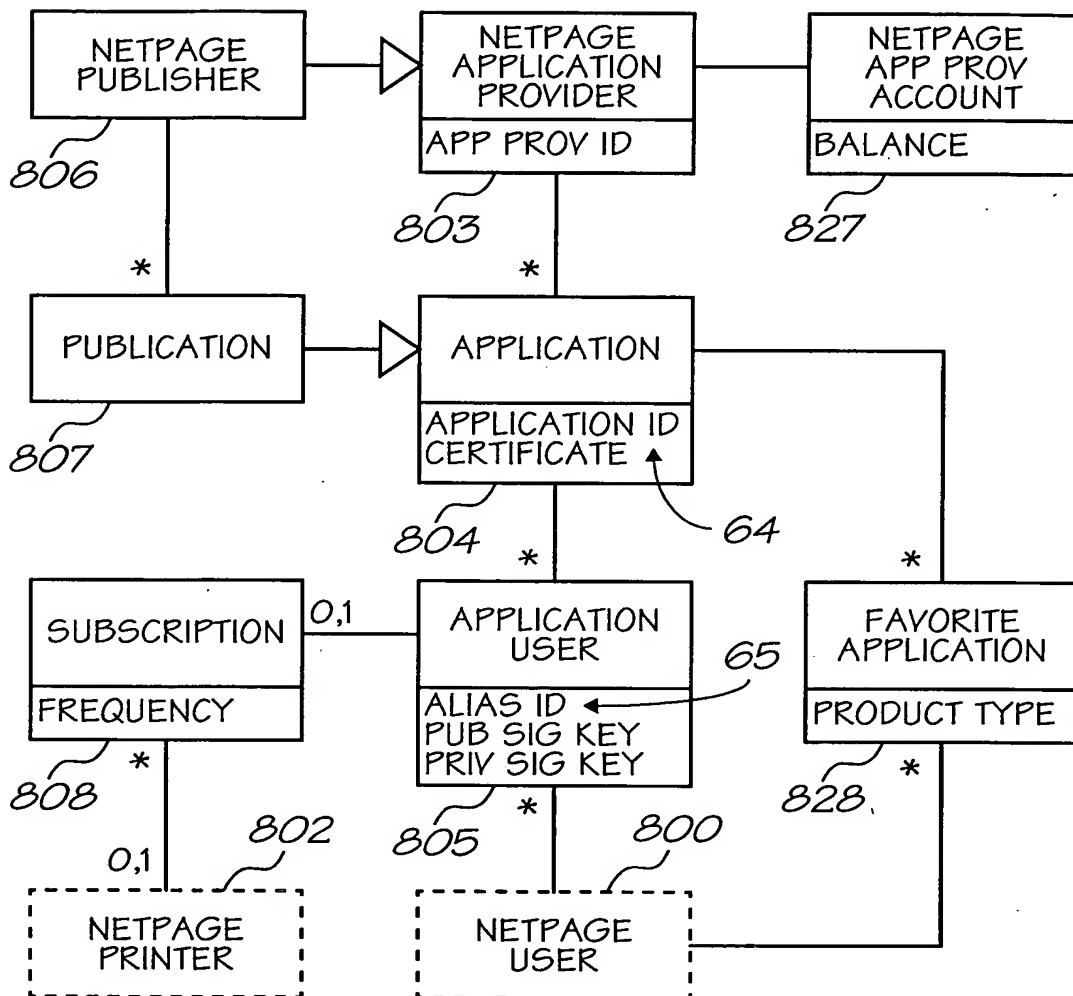 NETPAGE
PUBLISHER
NETPAGE
APPLICATION
PROVIDER
APP PROV ID
NETPAGE
APP PROV
ACCOUNT
BALANCE
806
803
827
*
*
PUBLICATION
APPLICATION
APPLICATION ID
CERTIFICATE
807
804
64
*
*
SUBSCRIPTION
FREQUENCY
0,1
APPLICATION
USER
ALIAS ID
PUB SIG KEY
PRIV SIG KEY
65
FAVORITE
APPLICATION
PRODUCT TYPE
*
*
*
808
805
828
802
800
0,1
NETPAGE
PRINTER
NETPAGE
USER